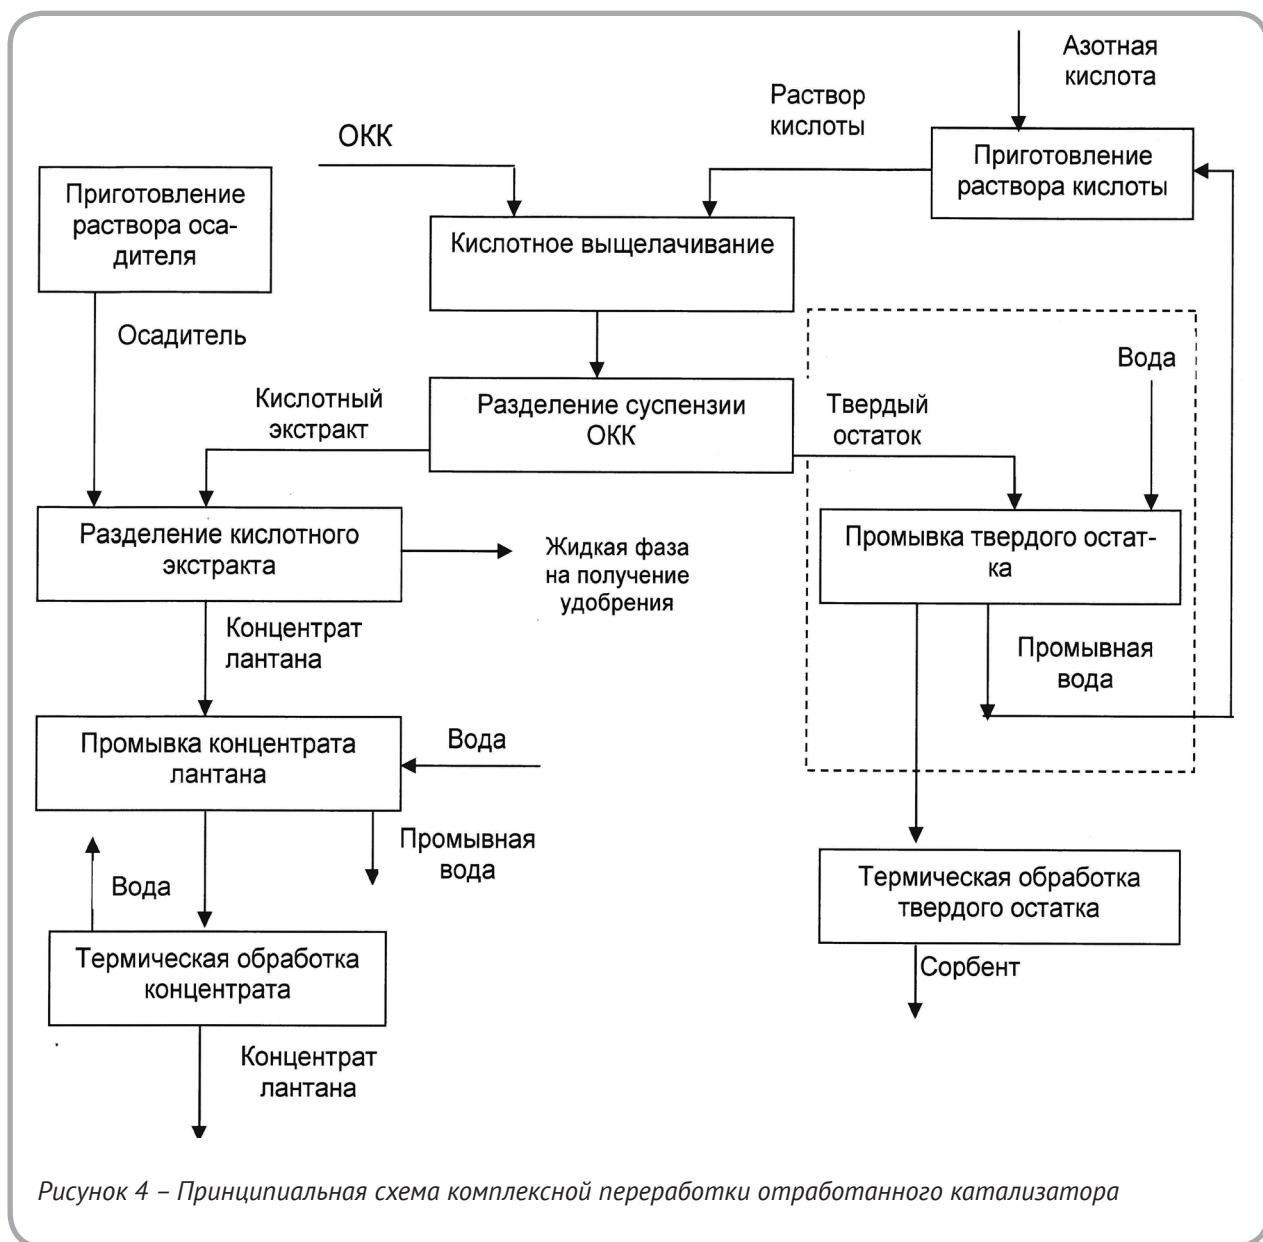 Азотная
кислота
Раствор
кислоты
ОКК
Приготовление
раствора кислоты
Приготовление
раствора оса-
дителя
Кислотное выщелачивание
Осадитель
Вода
Кислотный
экстракт
Разделение суспензии
ОКК
Твердый
остаток
Разделение кислотного
экстракта
Жидкая фаза
на получение
удобрения
Промывка твердого остат-
ка
Концентрат
лантана
Промывная
вода
Промывка концентрата
лантана
Вода
Промывная
вода
Вода
Термическая обработка
твердого остатка
Термическая обработка
концентрата
Сорбент
Концентрат
лантана
Рисунок 4 – Принципиальная схема комплексной переработки отработанного катализатора